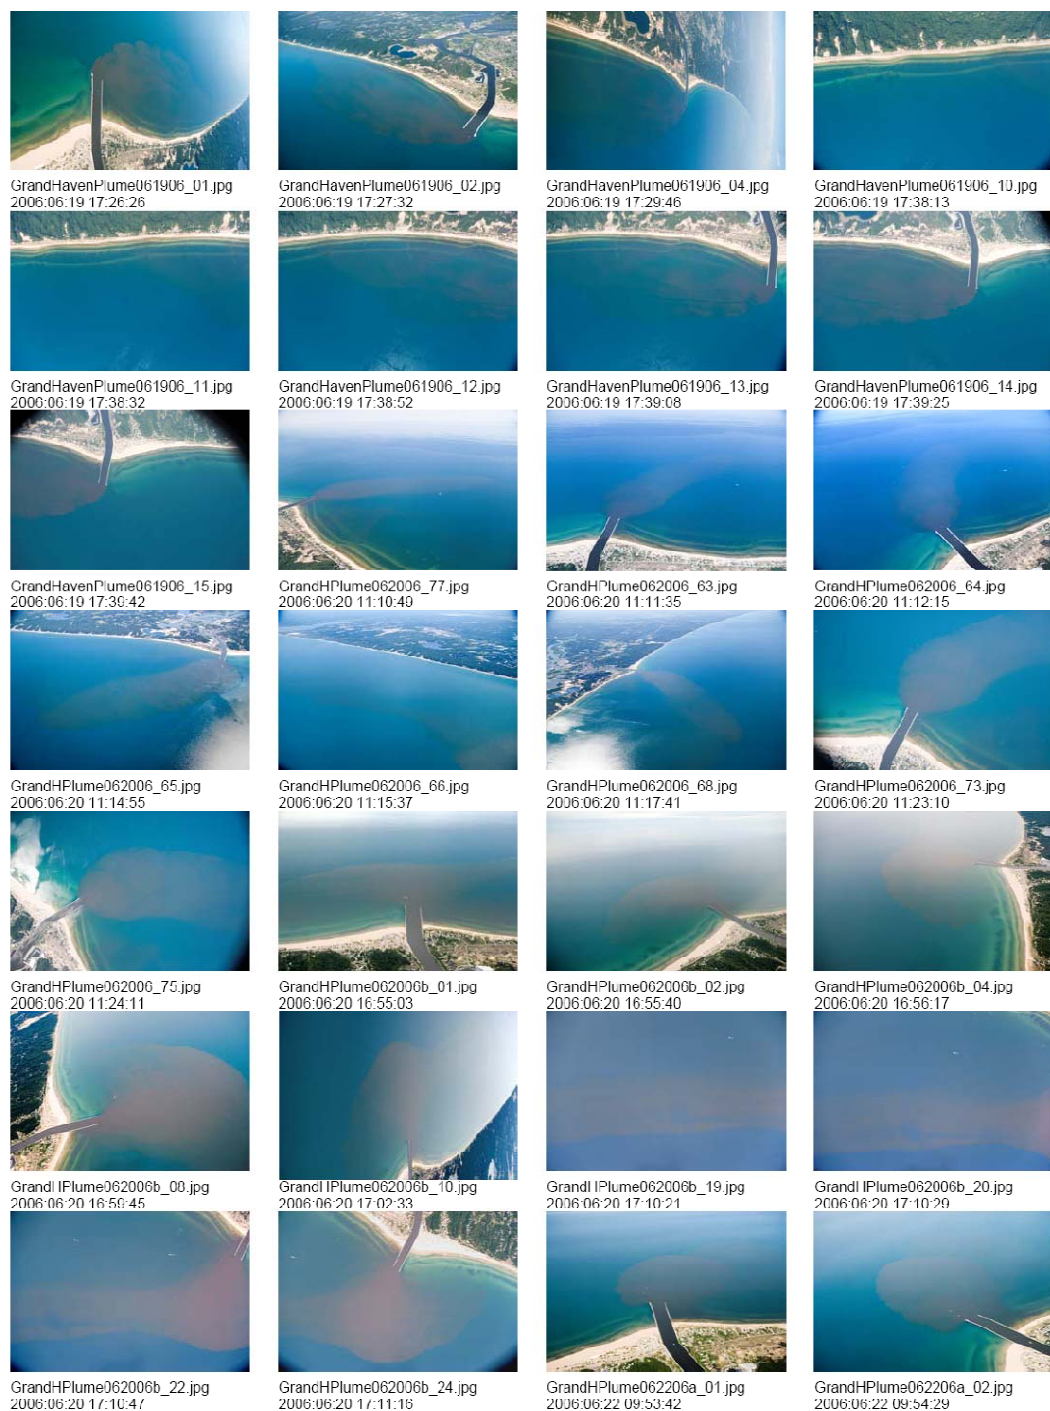 GrandHavenPlume061906_01.jpg
2006:06:19 17:26:26
GrandHavenPlume061906_02.jpg
2006:06:19 17:27:32
GrandHavenPlume061906_04.jpg
2006:06:19 17:29:46
GrandHavenPlume061906_10.jpg
2006:06:19 17:38:13
GrandHavenPlume061906_11.jpg
2006:06:19 17:38:32
GrandHavenPlume061906_12.jpg
2006:06:19 17:38:52
GrandHavenPlume061906_13.jpg
2006:06:19 17:39:08
GrandHavenPlume061906_14.jpg
2006:06:19 17:39:25
GrandHavenPlume061906_15.jpg
2006:06:19 17:39:42
GrandHPlume062006_77.jpg
2006:06:20 11:10:49
GrandHPlume062006_63.jpg
2006:06:20 11:11:35
GrandHPlume062006_64.jpg
2006:06:20 11:12:15
GrandHPlume062006_65.jpg
2006:06:20 11:14:55
GrandHPlume062006_66.jpg
2006:06:20 11:15:37
GrandHPlume062006_68.jpg
2006:06:20 11:17:41
GrandHPlume062006_73.jpg
2006:06:20 11:23:10
GrandHPlume062006_75.jpg
2006:06:20 11:24:11
GrandHPlume062006b_01.jpg
2006:06:20 16:55:03
GrandHPlume062006b_02.jpg
2006:06:20 16:55:40
GrandHPlume062006b_04.jpg
2006:06:20 16:56:17
GrandHPlume062006b_08.jpg
2006:06:20 16:59:45
GrandHPlume062006b_10.jpg
2006:06:20 17:02:33
GrandHPlume062006b_19.jpg
2006:06:20 17:10:21
GrandHPlume062006b_20.jpg
2006:06:20 17:10:29
GrandHPlume062006b_22.jpg
2006:06:20 17:10:47
GrandHPlume062006b_24.jpg
2006:06:20 17:11:16
GrandHPlume062206a_01.jpg
2006:06:22 09:53:42
GrandHPlume062206a_02.jpg
2006:06:22 09:54:29